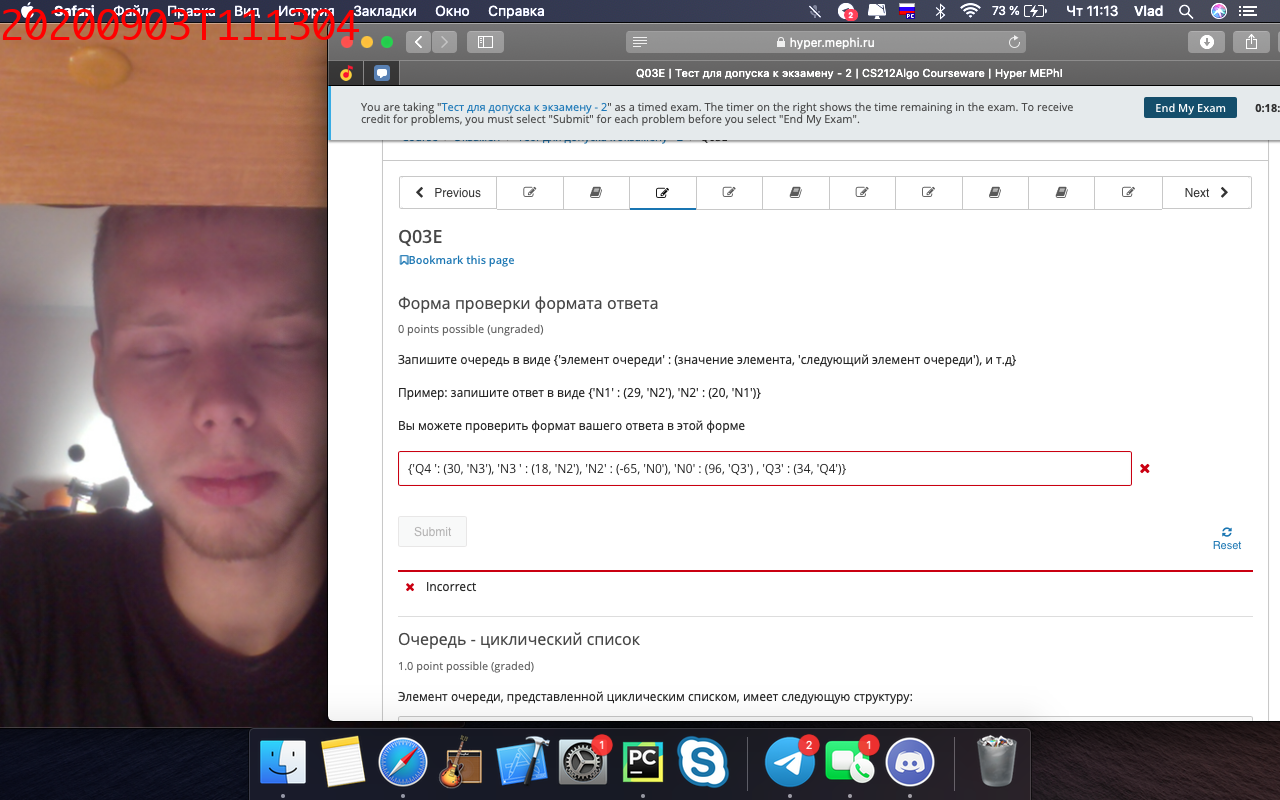 20200903T111304
Safari Файл Правка Вид История Закладки Окно Справка 2 РС 73 % Чт 11:13 Vlad
hyper.mephi.ru
Q03E | Тест для допуска к экзамену - 2 | CS212Algo Courseware | Hyper MEPhI
You are taking "Тест для допуска к экзамену - 2" as a timed exam. The timer on the right shows the time remaining in the exam. To receive
credit for problems, you must select "Submit" for each problem before you select "End My Exam".
End My Exam
0:18:
Previous
Next
Q03E
Bookmark this page
Форма проверки формата ответа
0 points possible (ungraded)
Запишите очередь в виде {'элемент очереди' : (значение элемента, 'следующий элемент очереди'), и т.д}
Пример: запишите ответ в виде {'N1' : (29, 'N2'), 'N2' : (20, 'N1')}
Вы можете проверить формат вашего ответа в этой форме
{'Q4 ': (30, 'N3'), 'N3 ' : (18, 'N2'), 'N2' : (-65, 'N0'), 'N0' : (96, 'Q3') , 'Q3' : (34, 'Q4')}
Submit
Reset
Incorrect
Очередь - циклический список
1.0 point possible (graded)
Элемент очереди, представленной циклическим списком, имеет следующую структуру:
1
PC
2
1